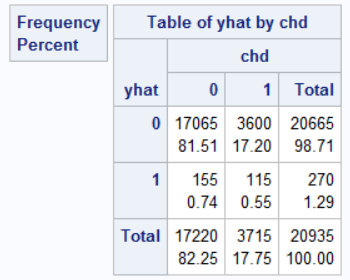 Frequency
Percent
Table of yhat by chd
chd
yhat 0 1 Total
0 17065 3600 20665
81.51 17.20 98.71
1 155 115 270
0.74 0.55 1.29
Total 17220 3715 20935
82.25 17.75 100.00